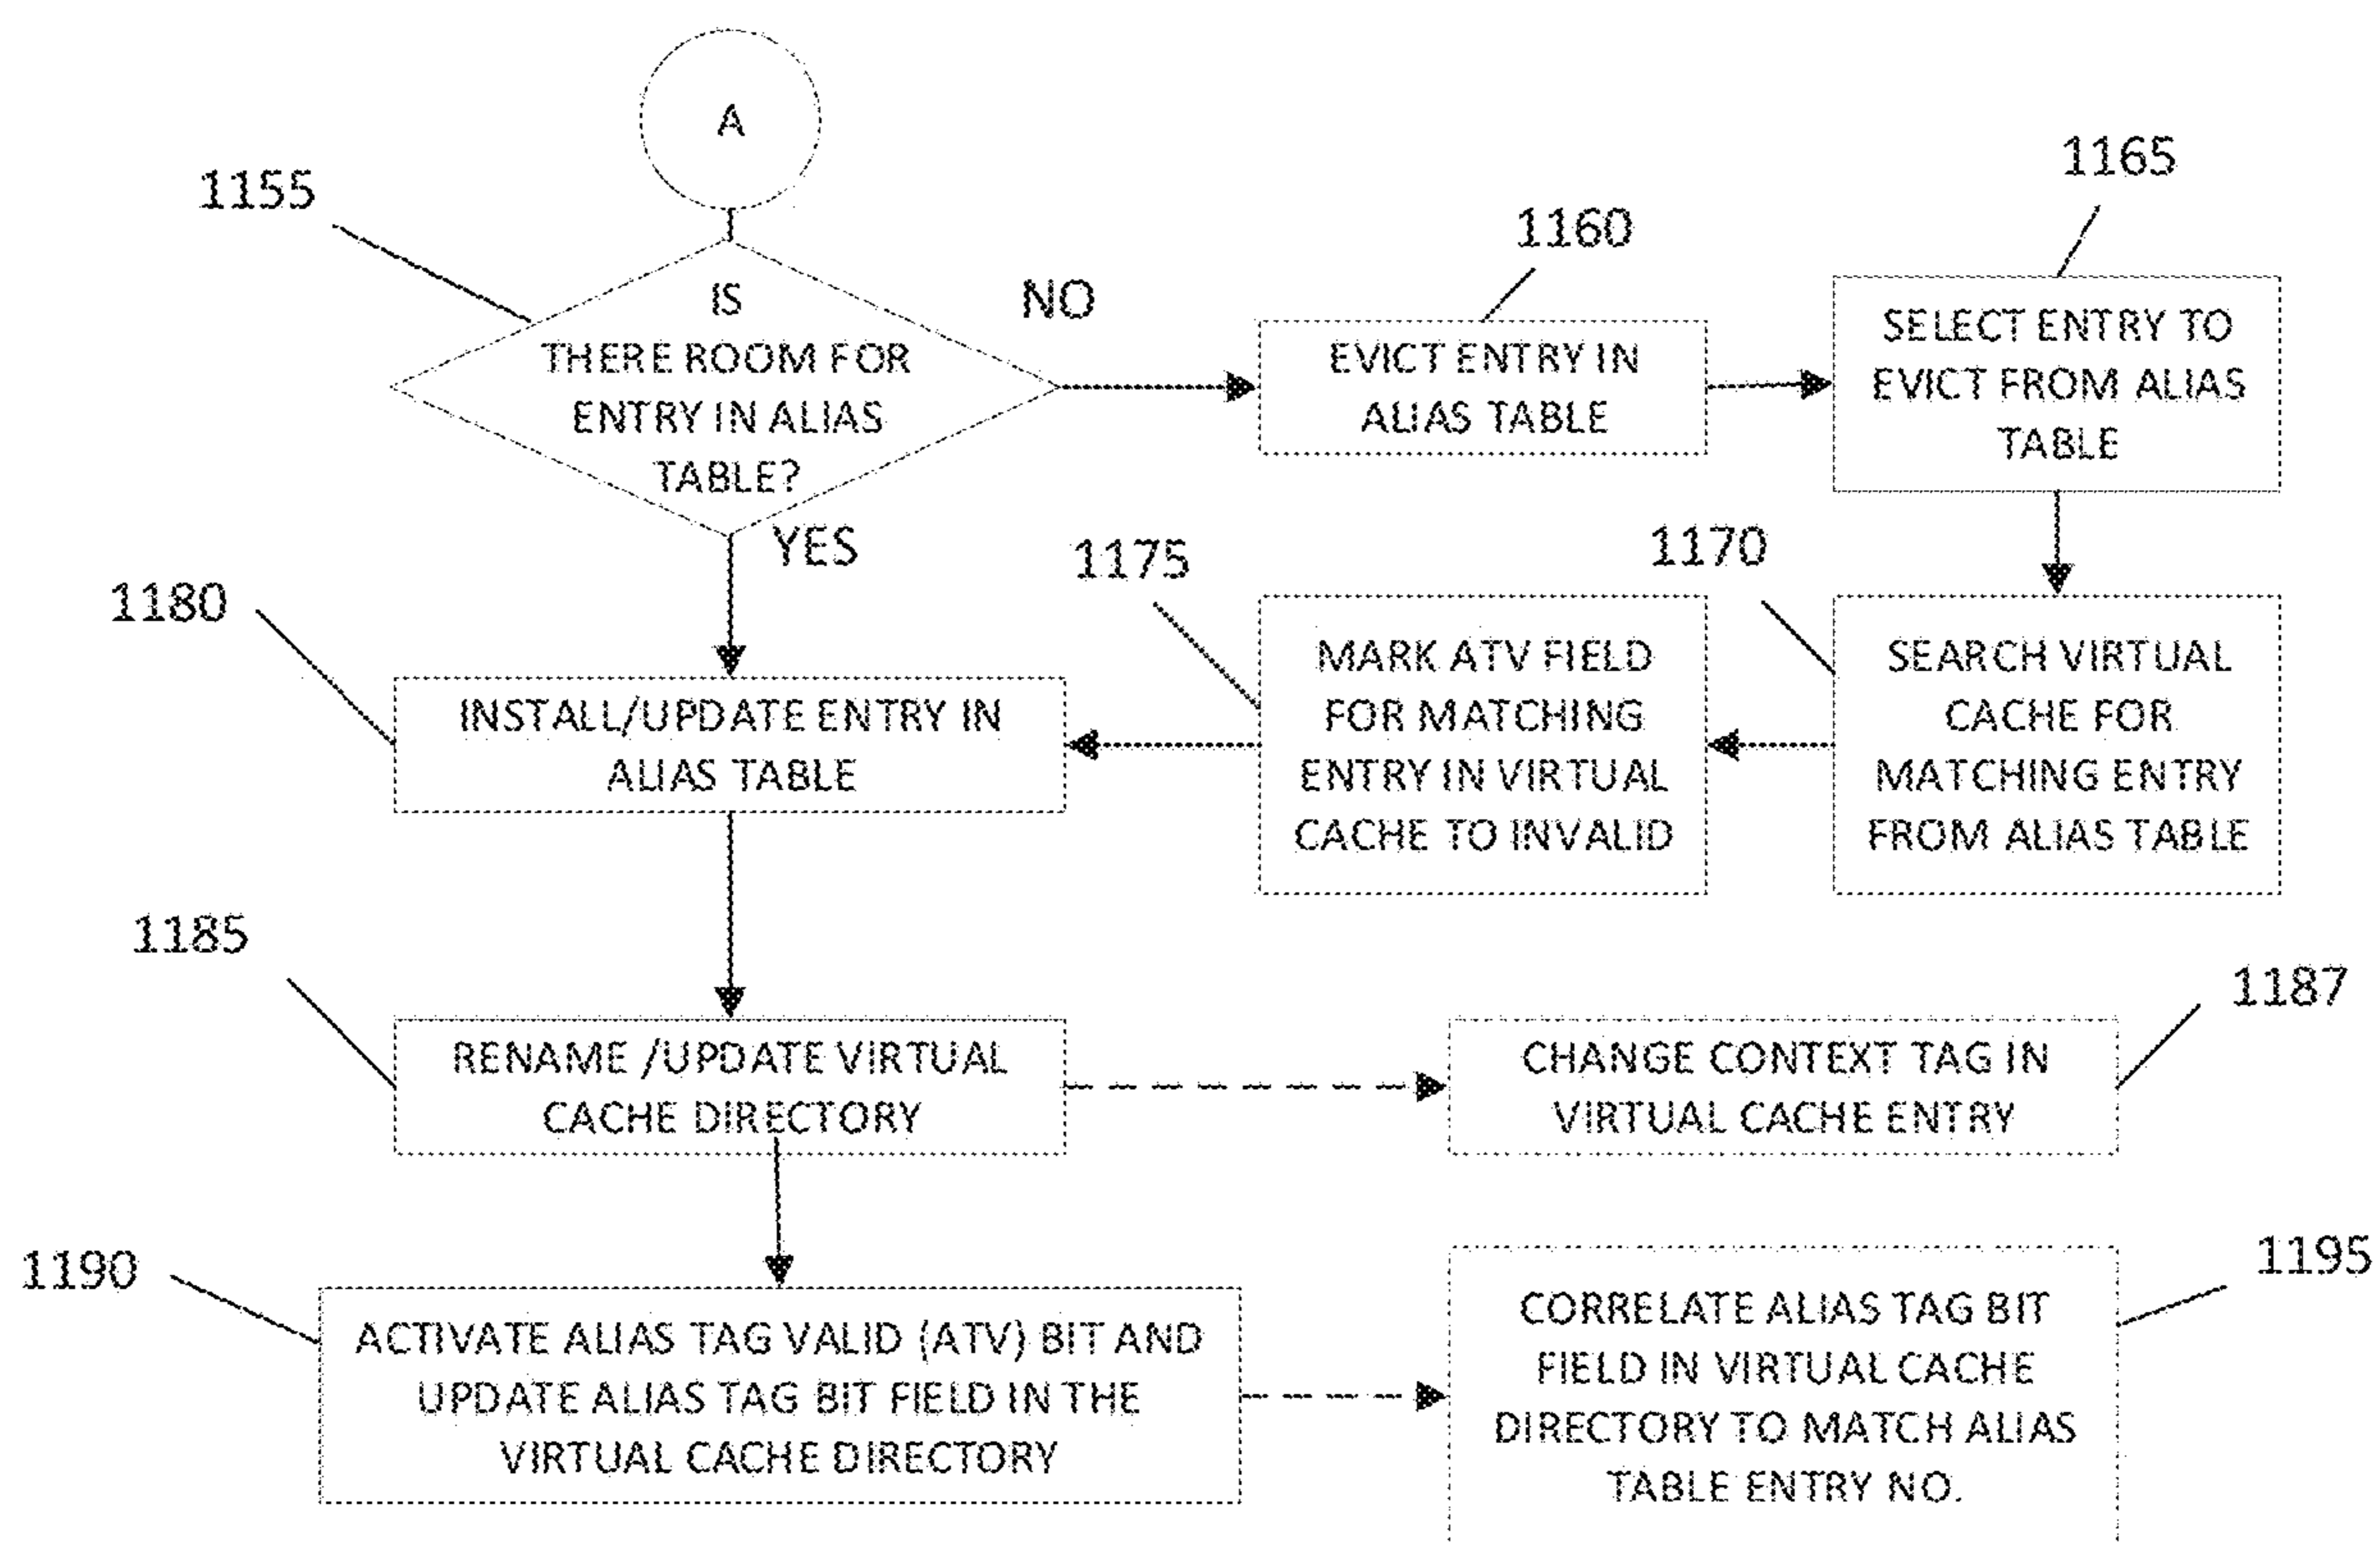 A
1155
IS
THERE ROOM FOR
ENTRY IN ALIAS
TABLE?
NO
YES
1160
EVICT ENTRY IN
ALIAS TABLE
1165
SELECT ENTRY TO
EVICT FROM ALIAS
TABLE
1170
SEARCH VIRTUAL
CACHE FOR
MATCHING ENTRY
FROM ALIAS TABLE
1175
MARK ATV FIELD
FOR MATCHING
ENTRY IN VIRTUAL
CACHE TO INVALID
1180
INSTALL/UPDATE ENTRY IN
ALIAS TABLE
1185
RENAME /UPDATE VIRTUAL
CACHE DIRECTORY
1187
CHANGE CONTEXT TAG IN
VIRTUAL CACHE ENTRY
1190
ACTIVATE ALIAS TAG VALID (ATV) BIT AND
UPDATE ALIAS TAG BIT FIELD IN THE
VIRTUAL CACHE DIRECTORY
1195
CORRELATE ALIAS TAG BIT
FIELD IN VIRTUAL CACHE
DIRECTORY TO MATCH ALIAS
TABLE ENTRY NO.